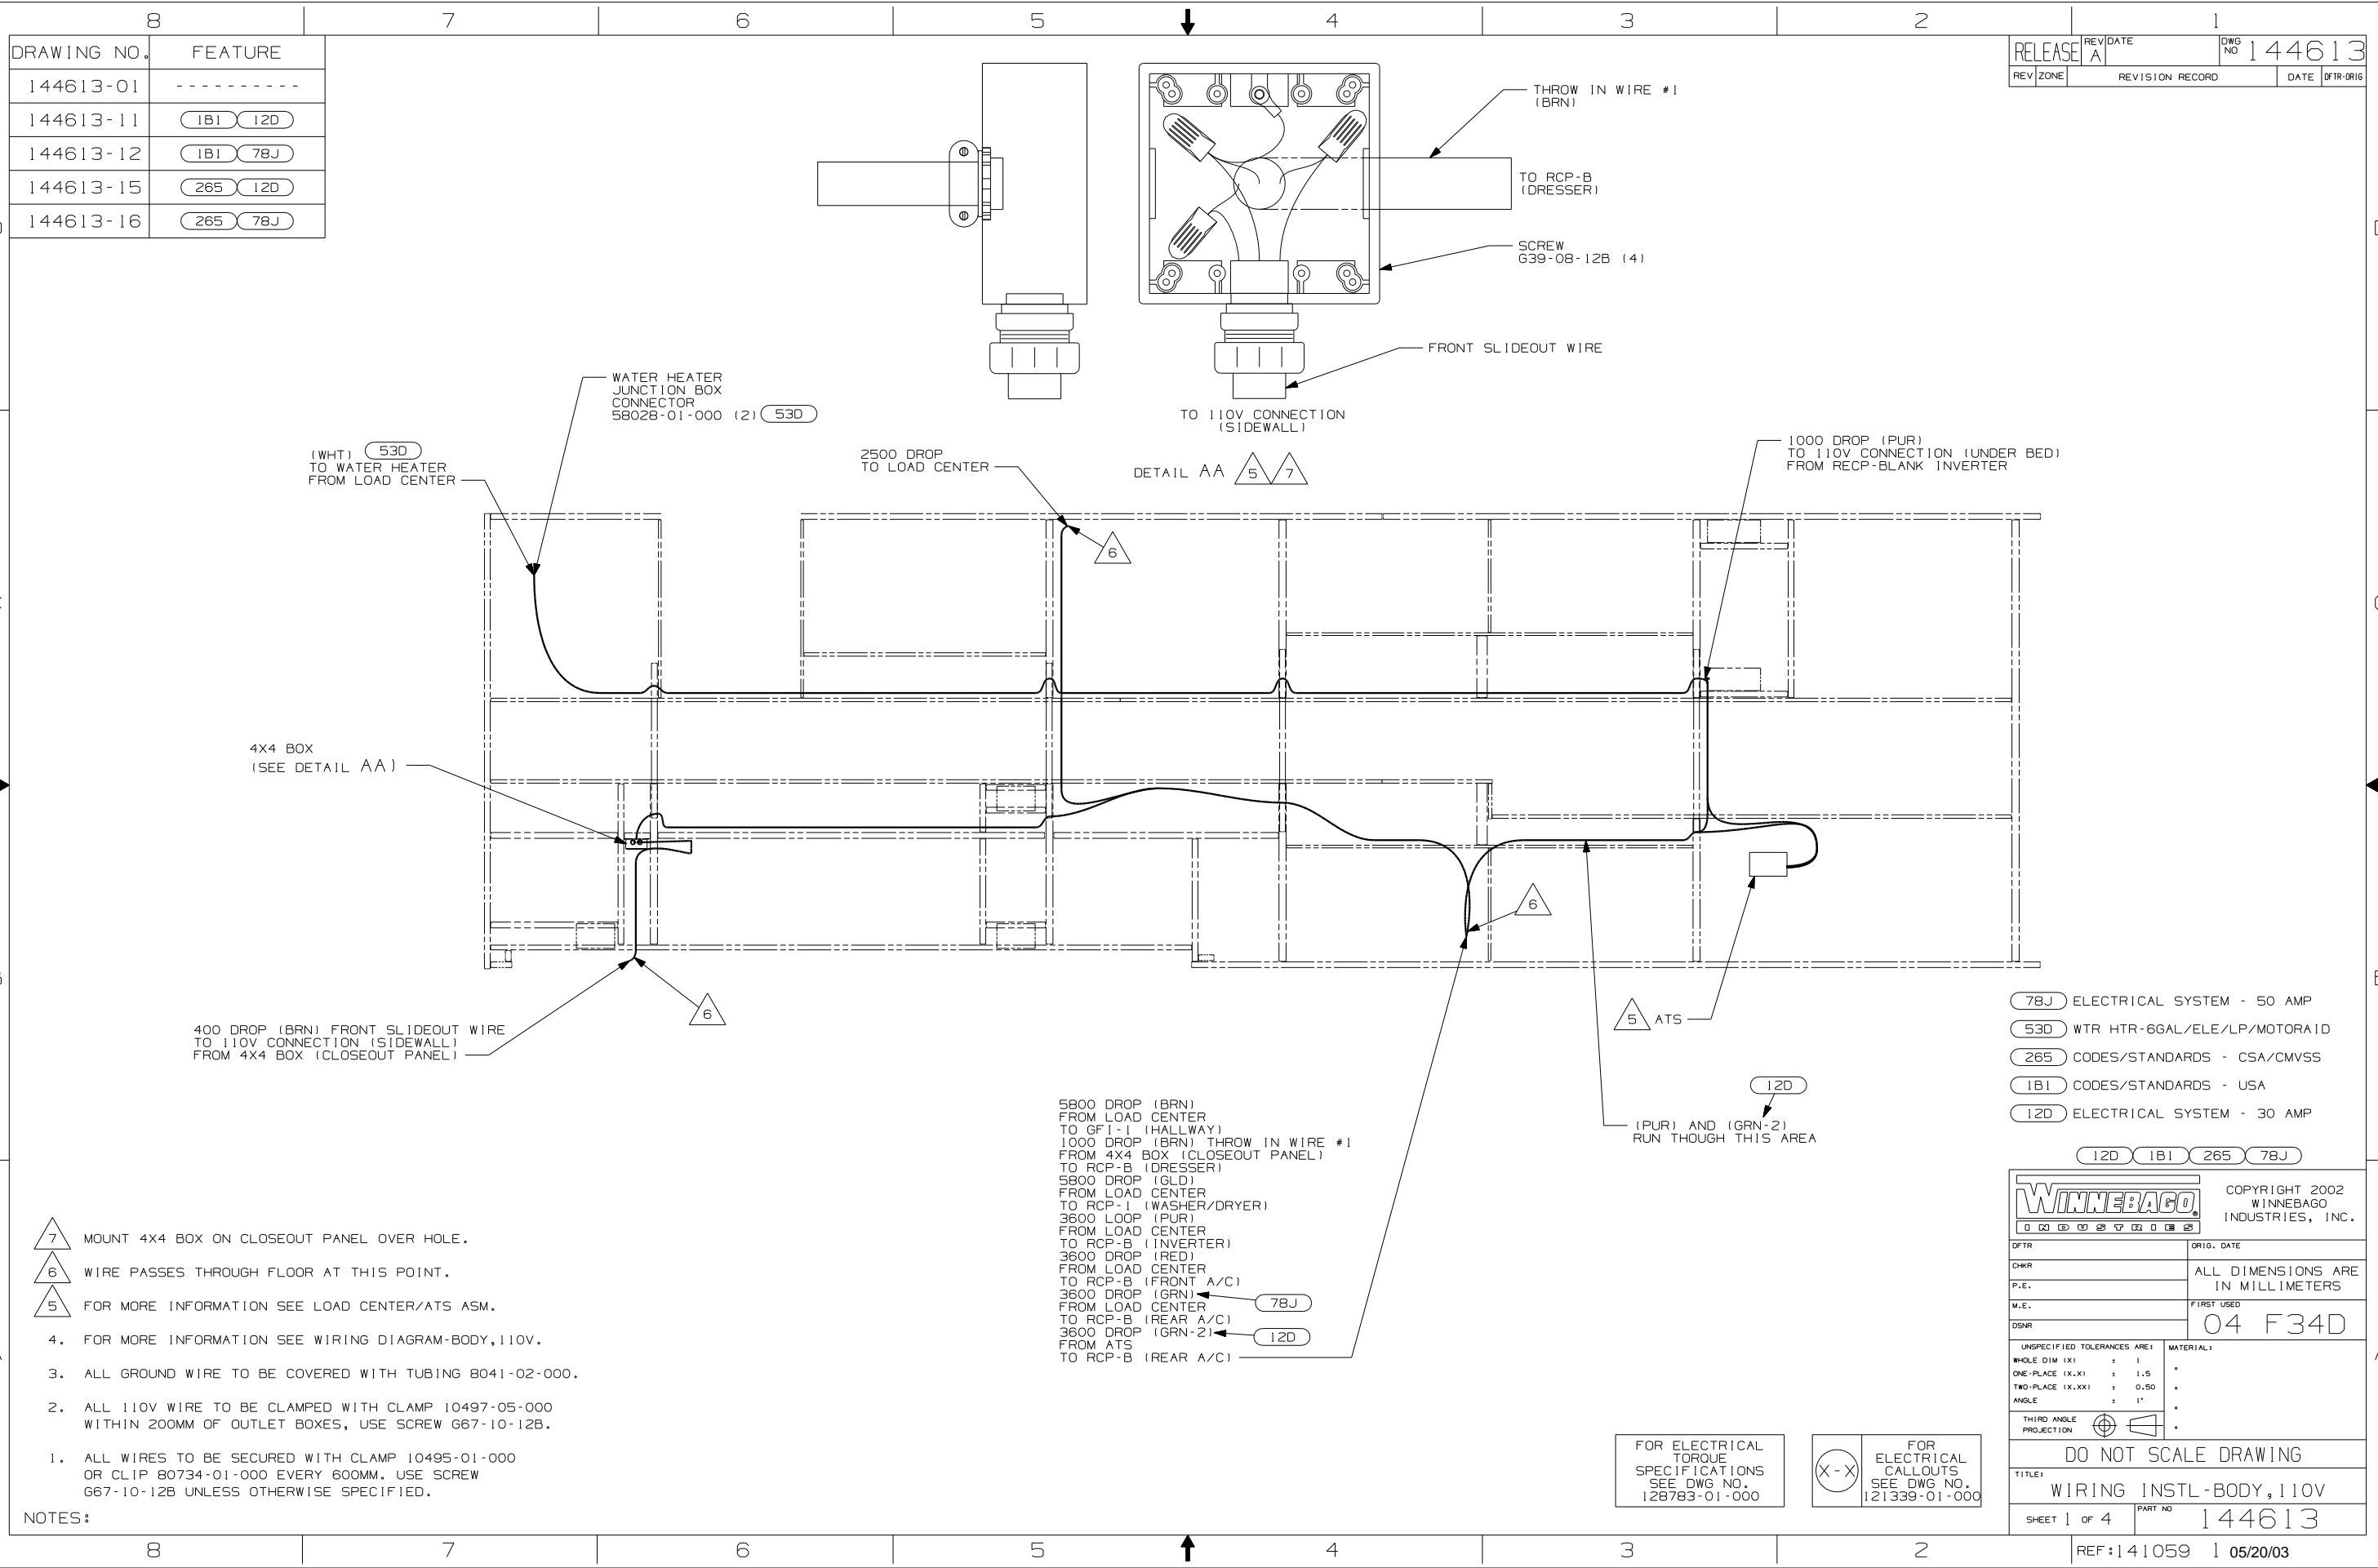 8 7 6 5 4 3 2 1
DRAWING NO. FEATURE
144613-01 ----------
144613-11 1B1 12D
144613-12 1B1 78J
144613-15 265 12D
144613-16 265 78J
RELEASE REV A DATE DWG NO 144613
REV ZONE REVISION RECORD DATE DFTR-ORIG
THROW IN WIRE #1
(BRN)
TO RCP-B
(DRESSER)
SCREW
G39-08-12B (4)
FRONT SLIDEOUT WIRE
TO 110V CONNECTION
(SIDEWALL)
DETAIL AA 5 7
WATER HEATER
JUNCTION BOX
CONNECTOR
58028-01-000 (2) 53D
(WHT) 53D
TO WATER HEATER
FROM LOAD CENTER
2500 DROP
TO LOAD CENTER
6
1000 DROP (PUR)
TO 110V CONNECTION (UNDER BED)
FROM RECP-BLANK INVERTER
4X4 BOX
(SEE DETAIL AA)
6
6
400 DROP (BRN) FRONT SLIDEOUT WIRE
TO 110V CONNECTION (SIDEWALL)
FROM 4X4 BOX (CLOSEOUT PANEL)
5 ATS
12D
(PUR) AND (GRN-2)
RUN THOUGH THIS AREA
5800 DROP (BRN)
FROM LOAD CENTER
TO GFI-1 (HALLWAY)
1000 DROP (BRN) THROW IN WIRE #1
FROM 4X4 BOX (CLOSEOUT PANEL)
TO RCP-B (DRESSER)
5800 DROP (GLD)
FROM LOAD CENTER
TO RCP-1 (WASHER/DRYER)
3600 LOOP (PUR)
FROM LOAD CENTER
TO RCP-B (INVERTER)
3600 DROP (RED)
FROM LOAD CENTER
TO RCP-B (FRONT A/C)
3600 DROP (GRN) 78J
FROM LOAD CENTER
TO RCP-B (REAR A/C)
3600 DROP (GRN-2) 12D
FROM ATS
TO RCP-B (REAR A/C)
78J ELECTRICAL SYSTEM - 50 AMP
53D WTR HTR-6GAL/ELE/LP/MOTORAID
265 CODES/STANDARDS - CSA/CMVSS
1B1 CODES/STANDARDS - USA
12D ELECTRICAL SYSTEM - 30 AMP
12D 1B1 265 78J
7 MOUNT 4X4 BOX ON CLOSEOUT PANEL OVER HOLE.
6 WIRE PASSES THROUGH FLOOR AT THIS POINT.
5 FOR MORE INFORMATION SEE LOAD CENTER/ATS ASM.
4. FOR MORE INFORMATION SEE WIRING DIAGRAM-BODY,110V.
3. ALL GROUND WIRE TO BE COVERED WITH TUBING 8041-02-000.
2. ALL 110V WIRE TO BE CLAMPED WITH CLAMP 10497-05-000
WITHIN 200MM OF OUTLET BOXES, USE SCREW G67-10-12B.
1. ALL WIRES TO BE SECURED WITH CLAMP 10495-01-000
OR CLIP 80734-01-000 EVERY 600MM. USE SCREW
G67-10-12B UNLESS OTHERWISE SPECIFIED.
NOTES:
FOR ELECTRICAL
TORQUE
SPECIFICATIONS
SEE DWG NO.
128783-01-000
X-X
FOR
ELECTRICAL
CALLOUTS
SEE DWG NO.
121339-01-000
WINNEBAGO
INDUSTRIES
COPYRIGHT 2002
WINNEBAGO
INDUSTRIES, INC.
DFTR
ORIG. DATE
CHKR
P.E.
ALL DIMENSIONS ARE
IN MILLIMETERS
M.E.
DSNR
FIRST USED
04 F34D
UNSPECIFIED TOLERANCES ARE:
WHOLE DIM (X) : 1
ONE-PLACE (X.X) : 1.5
TWO-PLACE (X.XX) : 0.50
ANGLE : 1°
MATERIAL:
THIRD ANGLE
PROJECTION
DO NOT SCALE DRAWING
TITLE:
WIRING INSTL-BODY,110V
SHEET 1 OF 4 PART NO 144613
8 7 6 5 4 3 2
REF:141059 1 05/20/03